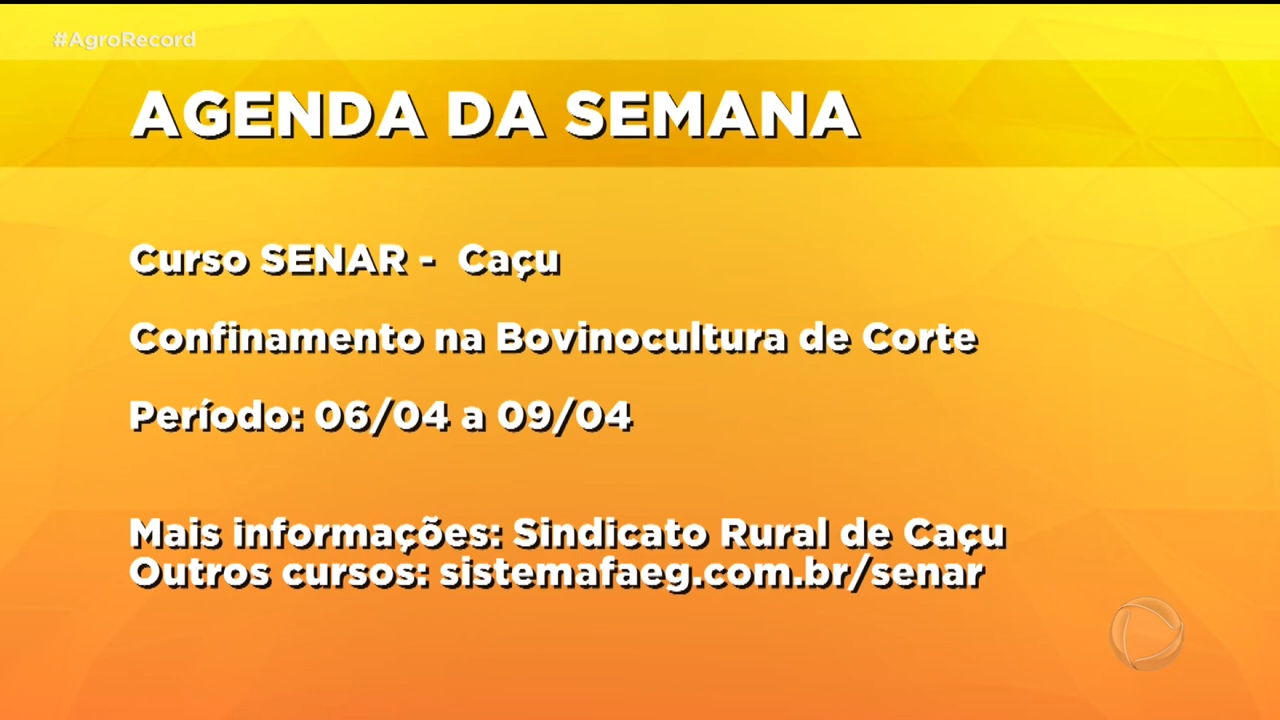 #AgroRecord
AGENDA DA SEMANA
Curso SENAR -  Caçu
Confinamento na Bovinocultura de Corte
Período: 06/04 a 09/04
Mais informações: Sindicato Rural de Caçu
Outros cursos: sistemafaeg.com.br/senar